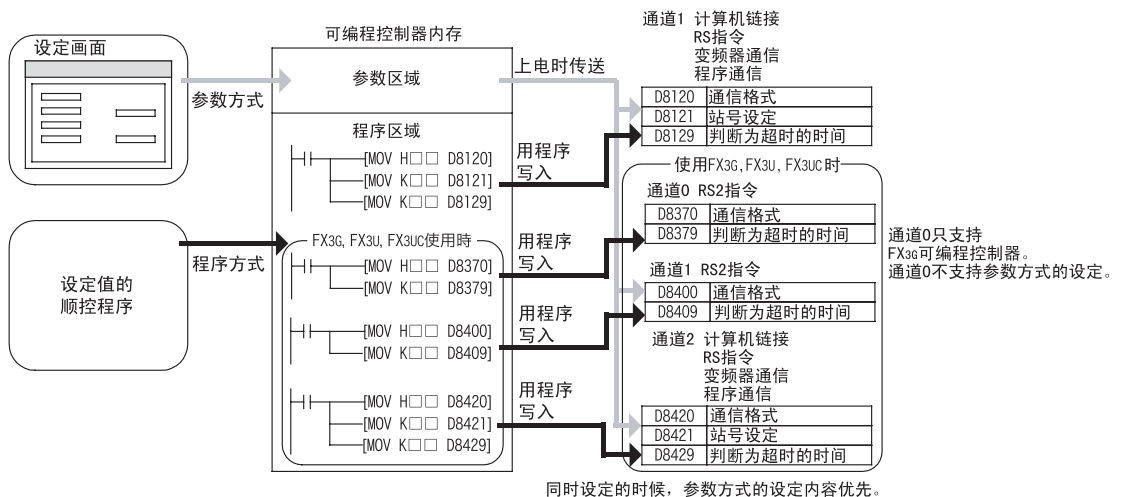 设定画面
参数方式
设定值的
顺控程序
程序方式
可编程控制器内存
参数区域
上电时传送
程序区域
[MOV H□□ D8120]
[MOV K□□ D8121]
[MOV K□□ D8129]
用程序
写入
FX3G, FX3U, FX3UC使用時
[MOV H□□ D8370]
[MOV K□□ D8379]
用程序
写入
[MOV H□□ D8400]
[MOV K□□ D8409]
用程序
写入
[MOV H□□ D8420]
[MOV K□□ D8421]
[MOV K□□ D8429]
用程序
写入
通道1 计算机链接
RS指令
变频器通信
程序通信
D8120 通信格式
D8121 站号设定
D8129 判断为超时的时间
使用FX3G, FX3U, FX3UC时
通道0 RS2指令
D8370 通信格式
D8379 判断为超时的时间
通道1 RS2指令
D8400 通信格式
D8409 判断为超时的时间
通道2 计算机链接
RS指令
变频器通信
程序通信
D8420 通信格式
D8421 站号设定
D8429 判断为超时的时间
通道0只支持
FX3G可编程控制器。
通道0不支持参数方式的设定。
同时设定的时候，参数方式的设定内容优先。